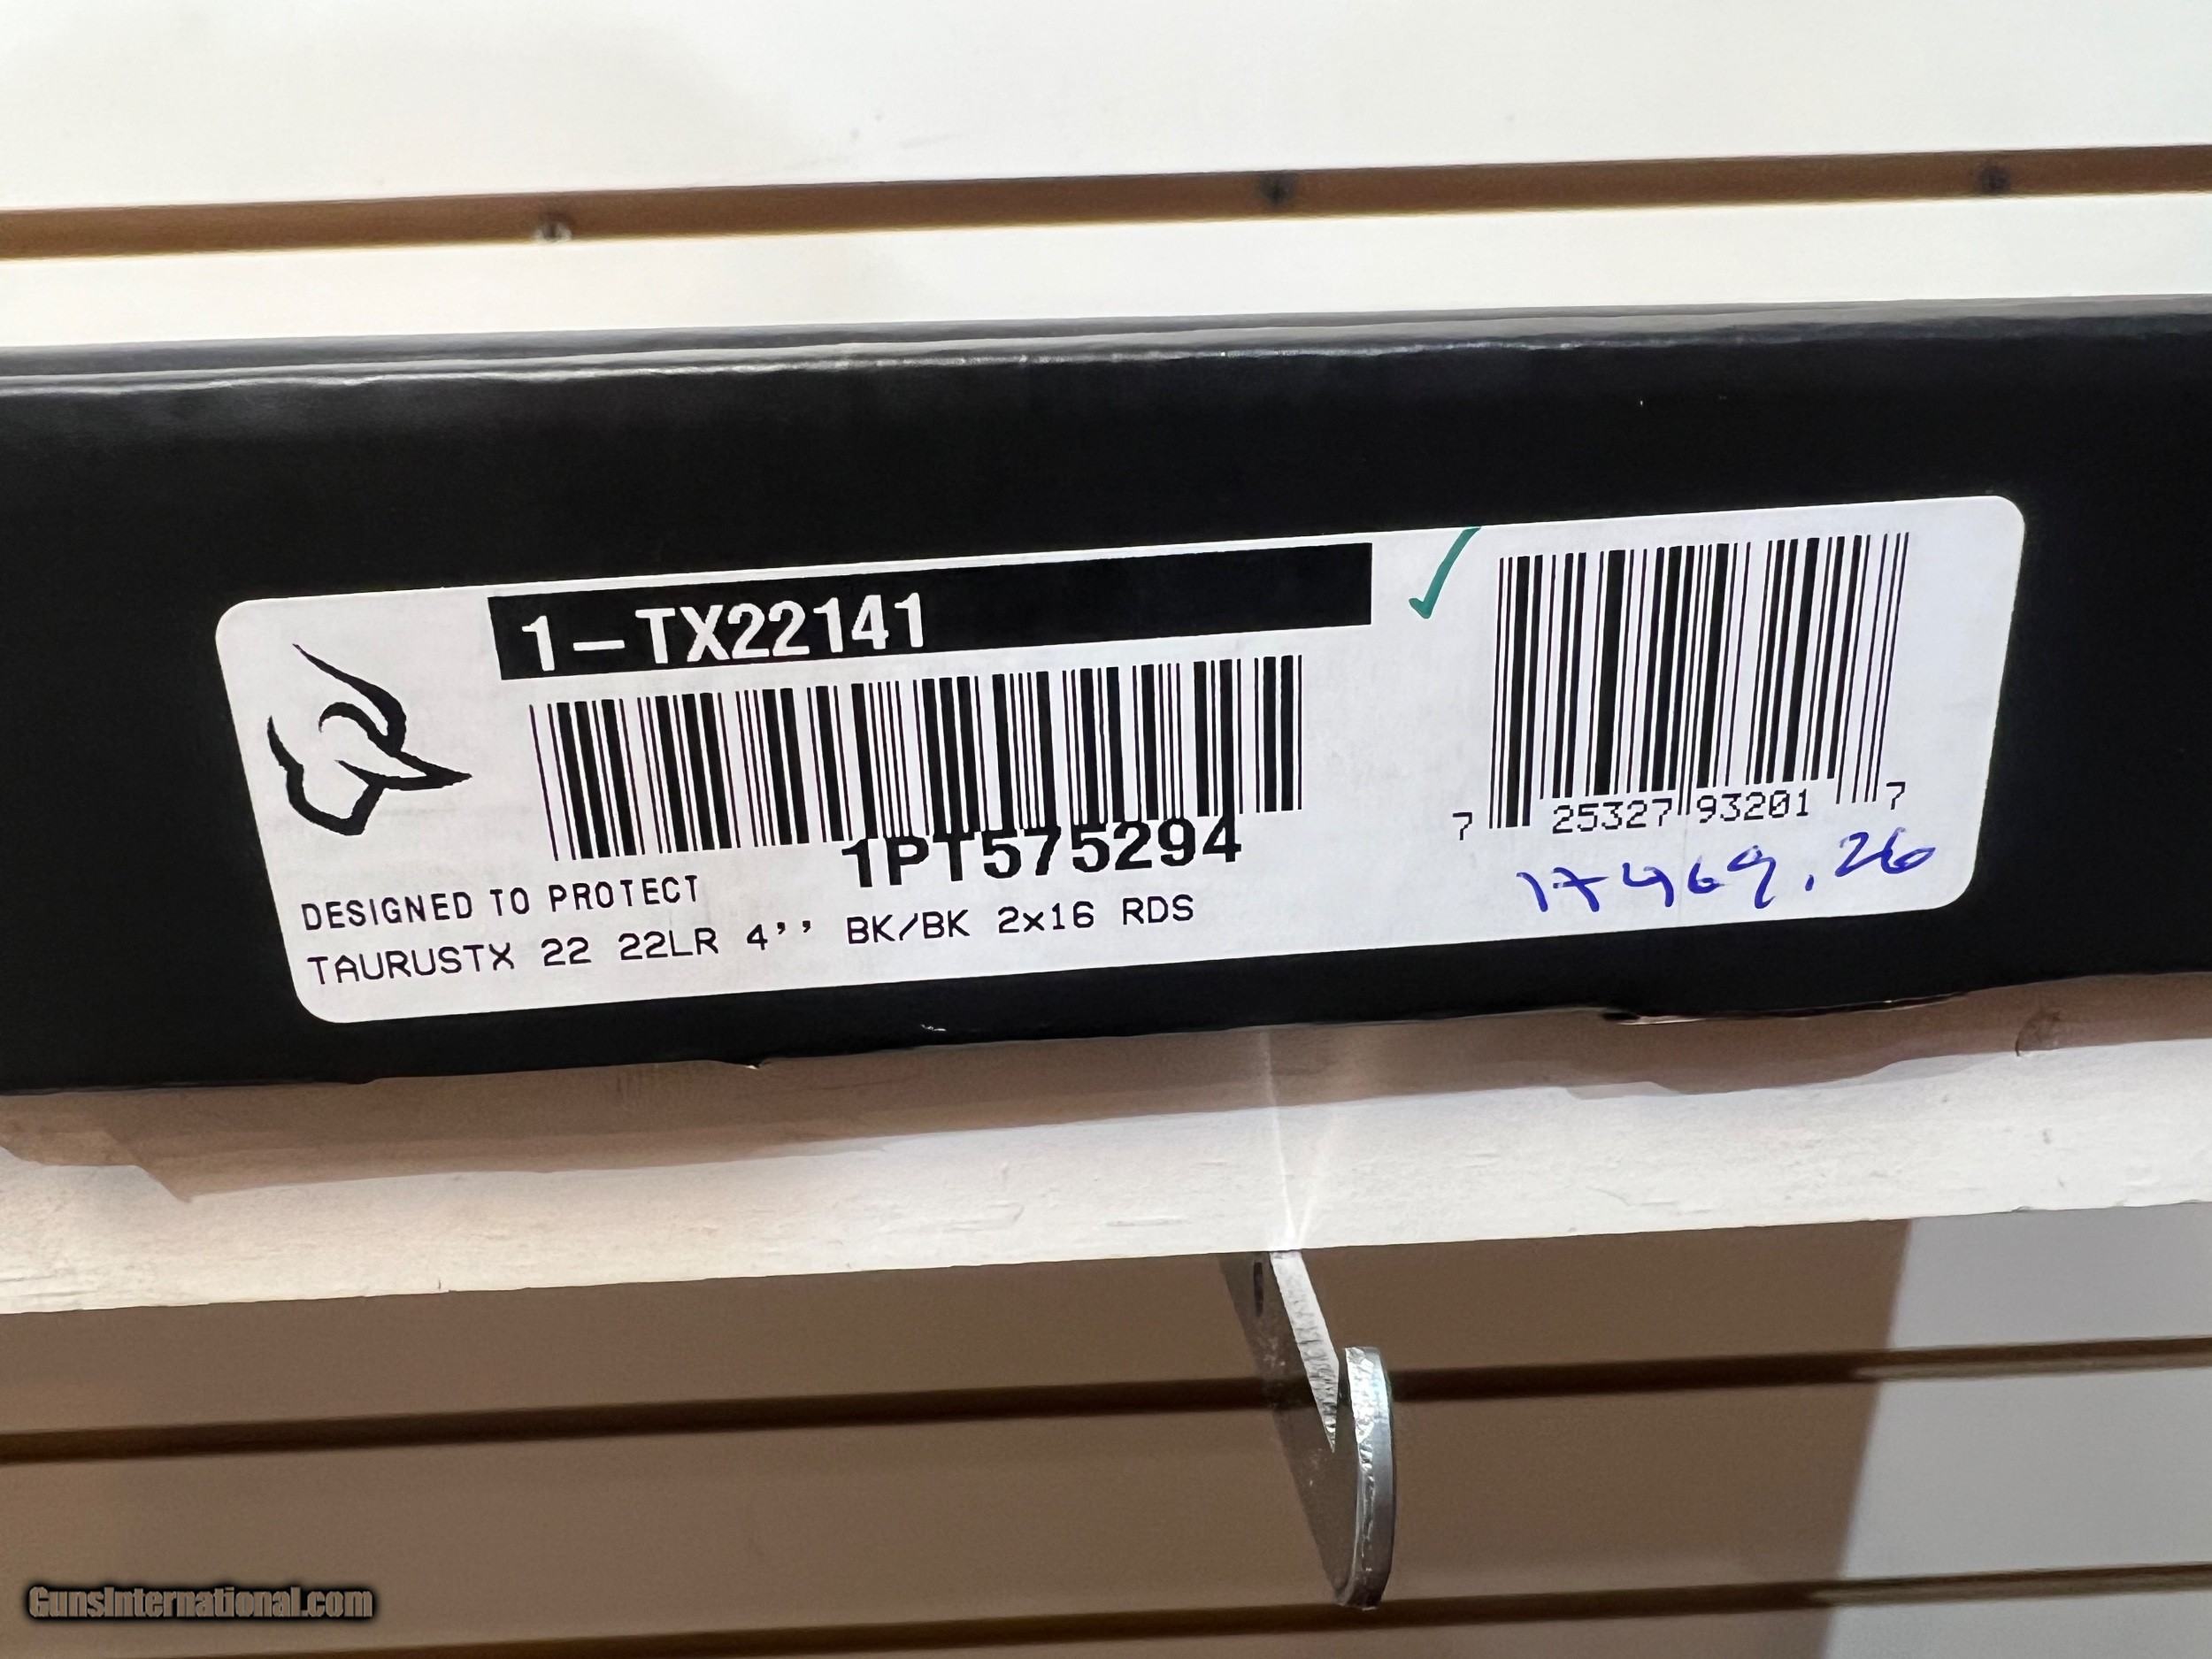 1-TX22141
1PT575294
DESIGNED TO PROTECT
TAURUSTX 22 22LR 4’’ BK/BK 2x16 RDS
7 25327 93201 7
17469.26
GunsInternational.com